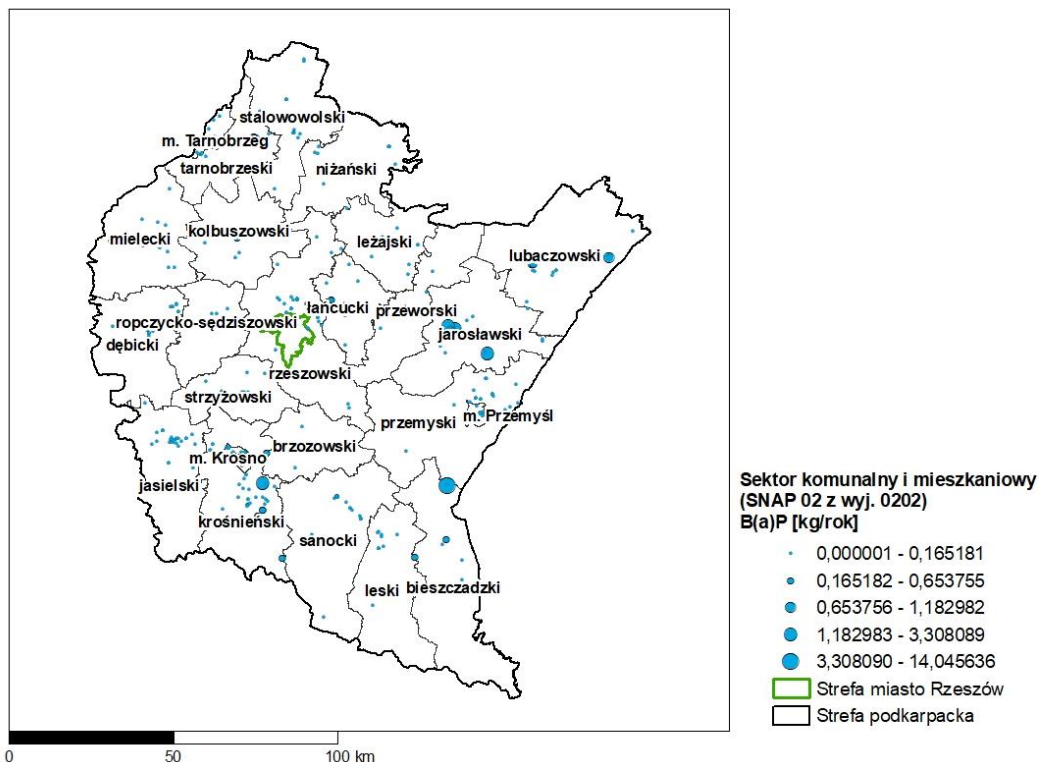 stalowowolski
m. Tarnobrzeg
tarnobrzeski
niżański
kolbuszowski
mielecki
leżajski
lubaczowski
łańcucki
przeworski
ropczycko-sędziszowski
jarosławski
dębicki
rzeszowski
strzyżowski
m. Przemyśl
przemyski
brzozowski
m. Krosno
jasielski
krośnieński
sanocki
leski
bieszczadzki
Sektor komunalny i mieszkaniowy
(SNAP 02 z wyj. 0202)
B(a)P [kg/rok]
0,000001 - 0,165181
0,165182 - 0,653755
0,653756 - 1,182982
1,182983 - 3,308089
3,308090 - 14,045636
Strefa miasto Rzeszów
Strefa podkarpacka
0 50 100 km